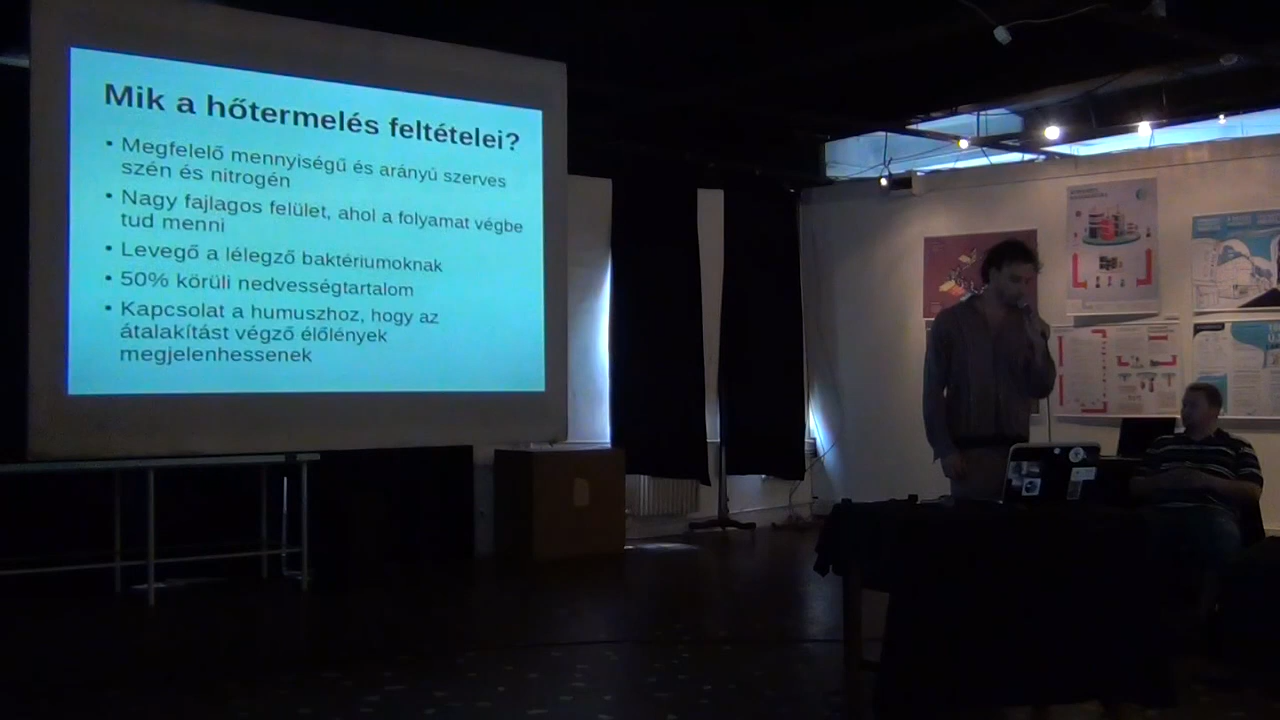 Mik a hőtermelés feltételei?
▪ Megfelelő mennyiségű és arányú szerves
szén és nitrogén
• Nagy fajlagos felület, ahol a folyamat végbe
tud menni
• Levegő a lélegző baktériumoknak
• 50% körüli nedvességtartalom
• Kapcsolat a humuszhoz, hogy az
átalakítást végző élőlények
megjelenhessenek